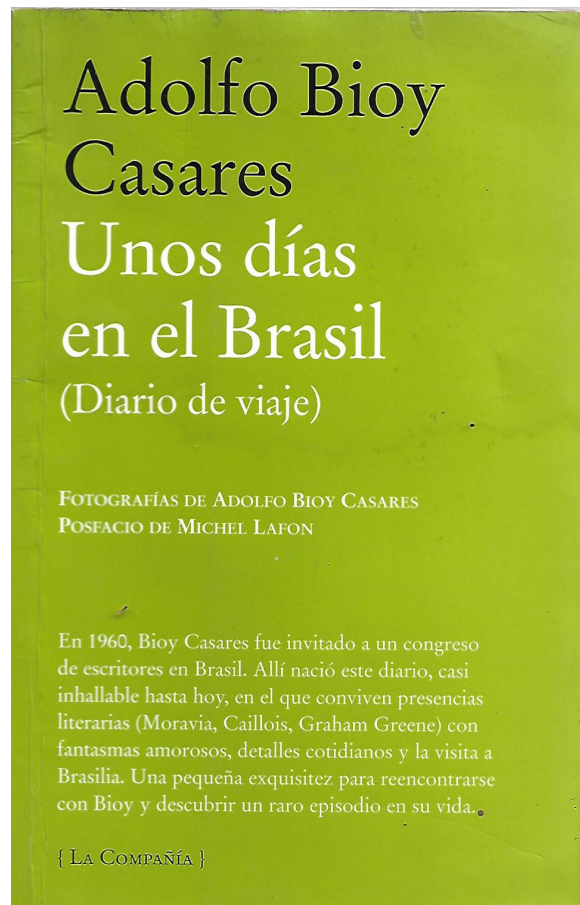 Adolfo Bioy
Casares
Unos días
en el Brasil
(Diario de viaje)
Fotografías de Adolfo Bioy Casares
Posfacio de Michel Lafon
En 1960, Bioy Casares fue invitado a un congreso
de escritores en Brasil. Allí nació este diario, casi
inhallable hasta hoy, en el que conviven presencias
literarias (Moravia, Caillois, Graham Greene) con
fantasmas amorosos, detalles cotidianos y la visita a
Brasilia. Una pequeña exquisitez para reencontrarse
con Bioy y descubrir un raro episodio en su vida.
{ La Compañía }